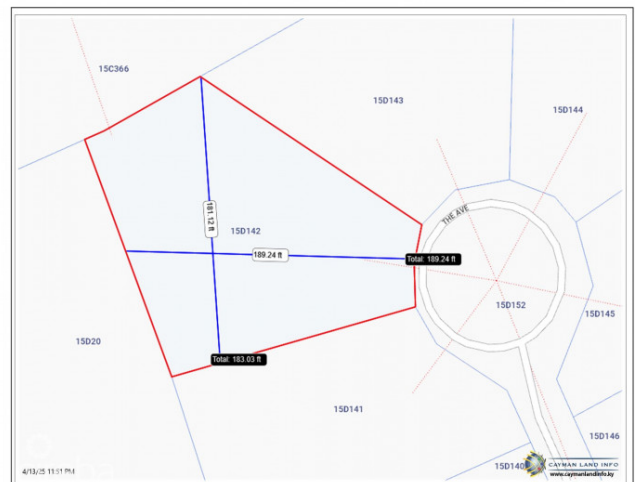 15C366
15D143
15D144
THE AVE
181.12 ft
15D142
189.24 ft
Total: 189.24 ft
15D152
15D145
15D20
Total: 183.03 ft
15D141
15D146
15D140
CAYMAN LAND INFO
www.caymanlandinfo.ky
4/13/25 11:51 PM